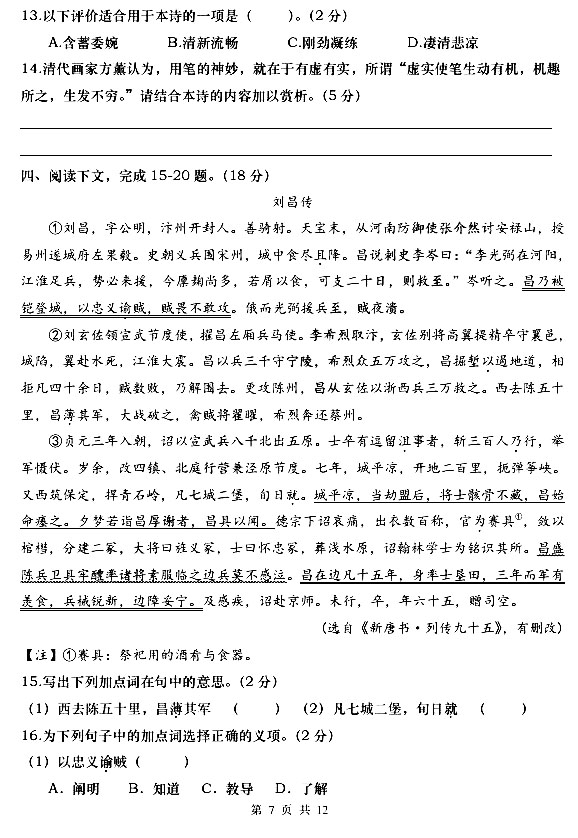 13.以下评价适合用于本诗的一项是（　　）。（2分）
A.含蓄委婉　B.清新流畅　C.刚劲凝练　D.凄清悲凉
14.清代画家方薰认为，用笔的神妙，就在于有虚有实，所谓“虚实使笔生动有机，机趣
所之，生发不穷。”请结合本诗的内容加以赏析。（5分）
四、阅读下文，完成15-20题。（18分）
刘昌传
①刘昌，字公明，汴州开封人。善骑射。天宝末，从河南防御使张介然讨安禄山，授
易州遂城府左果毅。史朝义兵围宋州，城中食尽且降。昌说刺史李岑曰：“李光弼在河阳，
江淮足兵，势必来援，今廪麹尚多，若屑以食，可支二十日，则救至。”岑听之。昌乃被
铠登城，以忠义谕贼，贼畏不敢攻。俄而光弼援兵至，贼夜溃。
②刘玄佐领宣武节度使，擢昌左厢兵马使。李希烈取汴，玄佐别将高翼提精卒守襄邑，
城陷，翼赴水死，江淮大震。昌以兵三千守宁陵，希烈众五万攻之，昌掘堑以遏地道，相
拒凡四十余日，贼数败，乃解围去。更攻陈州，昌从玄佐以浙西兵三万救之。西去陈五十
里，昌薄其军，大战破之，禽贼将翟曜，希烈奔还蔡州。
③贞元三年入朝，诏以宣武兵八千北出五原。士卒有逗留沮事者，斩三百人乃行，举
军慑伏。岁余，改四镇、北庭行营兼泾原节度。七年，城平凉，开地二百里，扼弹筝峡。
又西筑保定，捍青石岭，凡七城二堡，旬日就。城平凉，当劫盟后，将士骸骨不藏，昌始
命瘗之。夕梦若诣昌厚谢者，昌具以闻。德宗下诏哀痛，出衣数百称，官为赛具①，敛以
棺槥，分建二冢，大将曰旌义冢，士曰怀忠冢，葬浅水原，诏翰林学士为铭识其所。昌盛
陈兵卫具牢醴率诸将素服临之边兵莫不感泣。昌在边凡十五年，身率士垦田，三年而军有
羡食，兵械锐新，边障妥宁。及感疾，诏赴京师。未行，卒，年六十五，赠司空。
（选自《新唐书·列传九十五》，有删改）
【注】①赛具：祭祀用的酒肴与食器。
15.写出下列加点词在句中的意思。（2分）
（1）西去陈五十里，昌薄其军　（　　）　（2）凡七城二堡，旬日就　（　　）
16.为下列句子中的加点词选择正确的义项。（2分）
（1）以忠义谕贼（　　）
A．阐明　B．知道　C．教导　D．了解
第 7 页 共 12